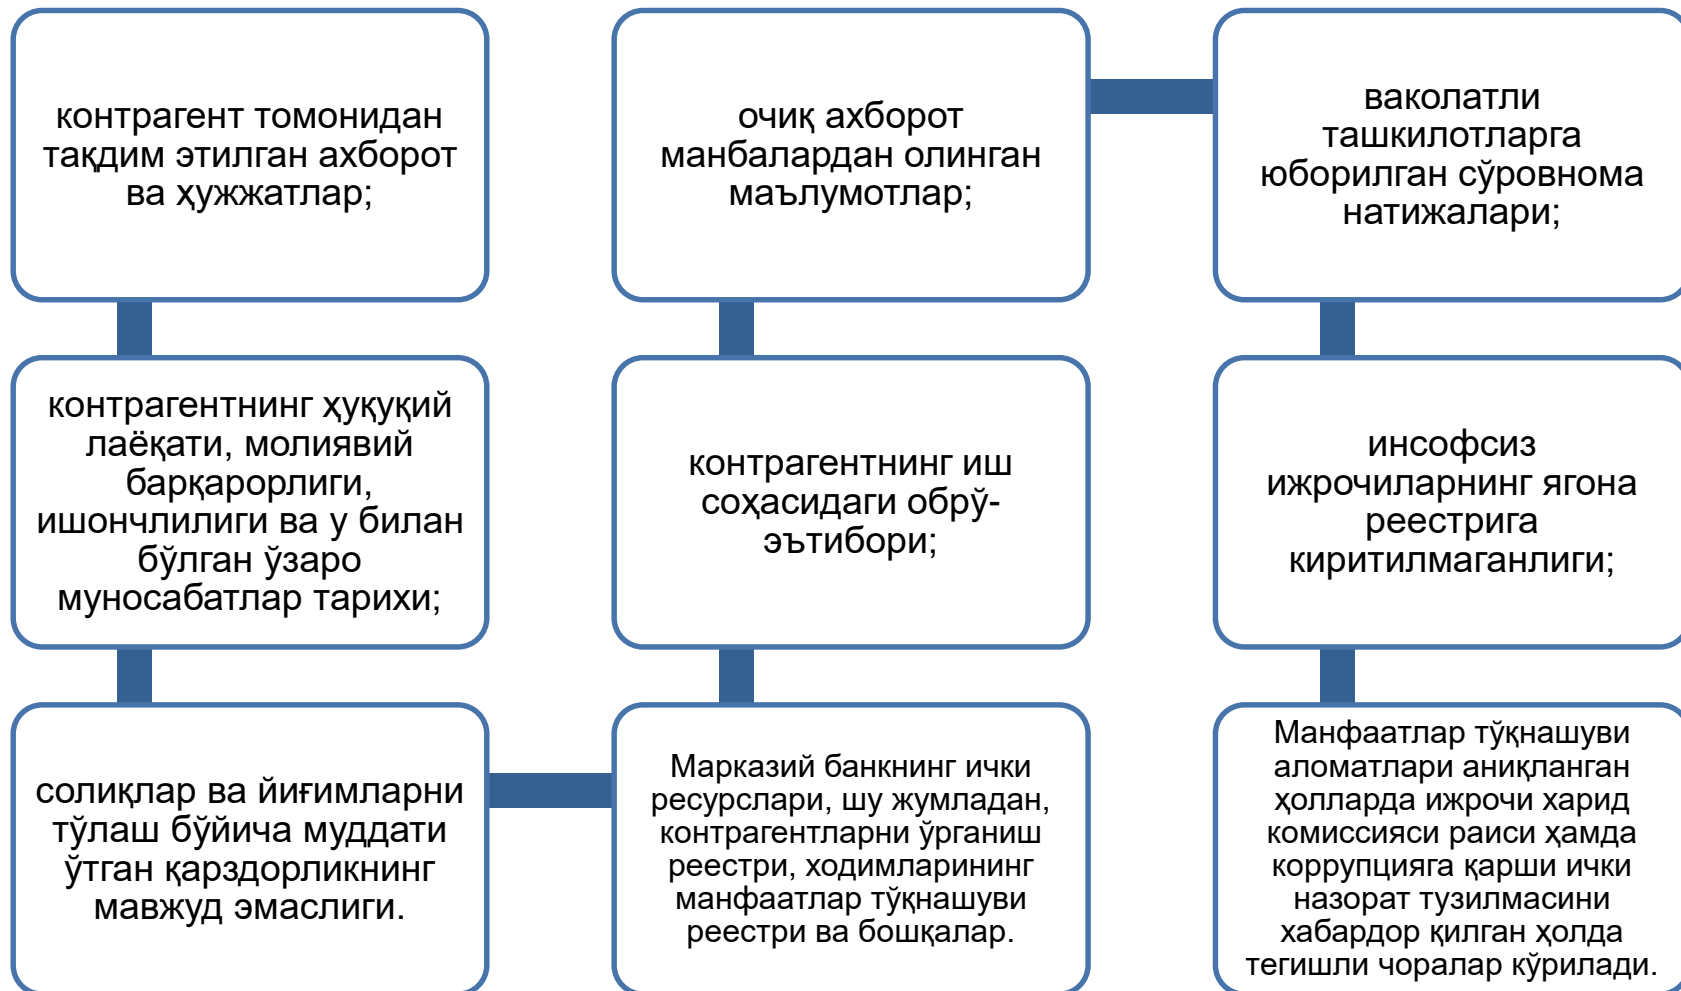 контрагент томонидан
тақдим этилган ахборот
ва ҳужжатлар;
контрагентнинг ҳуқуқий
лаёқати, молиявий
барқарорлиги,
ишончлилиги ва у билан
бўлган ўзаро
муносабатлар тарихи;
солиқлар ва йиғимларни
тўлаш бўйича муддати
ўтган қарздорликнинг
мавжуд эмаслиги.
Марказий банкнинг ички
ресурслари, шу жумладан,
контрагентларни ўрганиш
реестри, ходимларининг
манфаатлар тўқнашуви
реестри ва бошқалар.
контрагентнинг иш
соҳасидаги обрў-
эътибори;
очиқ ахборот
манбалардан олинган
маълумотлар;
ваколатли
ташкилотларга
юборилган сўровнома
натижалари;
инсофсиз
ижрочиларнинг ягона
реестрига
киритилмаганлиги;
Манфаатлар тўқнашуви
аломатлари аниқланган
ҳолларда ижрочи харид
комиссияси раиси ҳамда
коррупцияга қарши ички
назорат тузилмасини
хабардор қилган ҳолда
тегишли чоралар кўрилади.